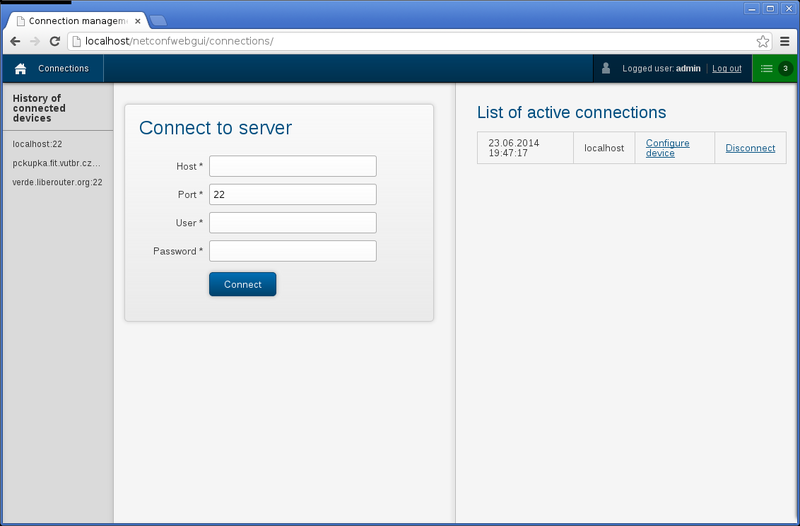 Connection managem
localhost/netconfwebgui/connections/
Connections
Logged user: admin
Log out
3
History of
connected
devices
localhost:22
pckupka.fit.vutbr.cz...
verde.liberouter.org:22
Connect to server
Host *
Port * 22
User *
Password *
Connect
List of active connections
23.06.2014
19:47:17
localhost
Configure
device
Disconnect